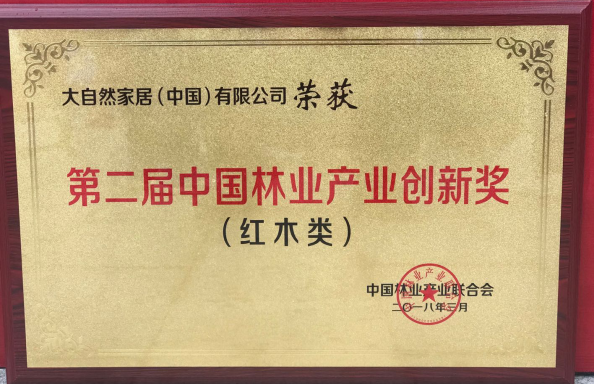 大自然家居(中国)有限公司 荣获
第二届中国林业产业创新奖
(红木类)
中国林业产业联合会
二〇一八年三月